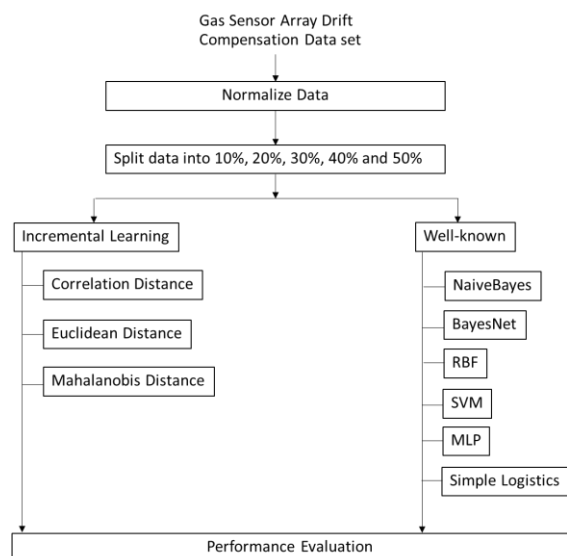 Gas Sensor Array Drift
Compensation Data set
Normalize Data
Split data into 10%, 20%, 30%, 40% and 50%
Incremental Learning
Correlation Distance
Euclidean Distance
Mahalanobis Distance
Well-known
NaiveBayes
BayesNet
RBF
SVM
MLP
Simple Logistics
Performance Evaluation